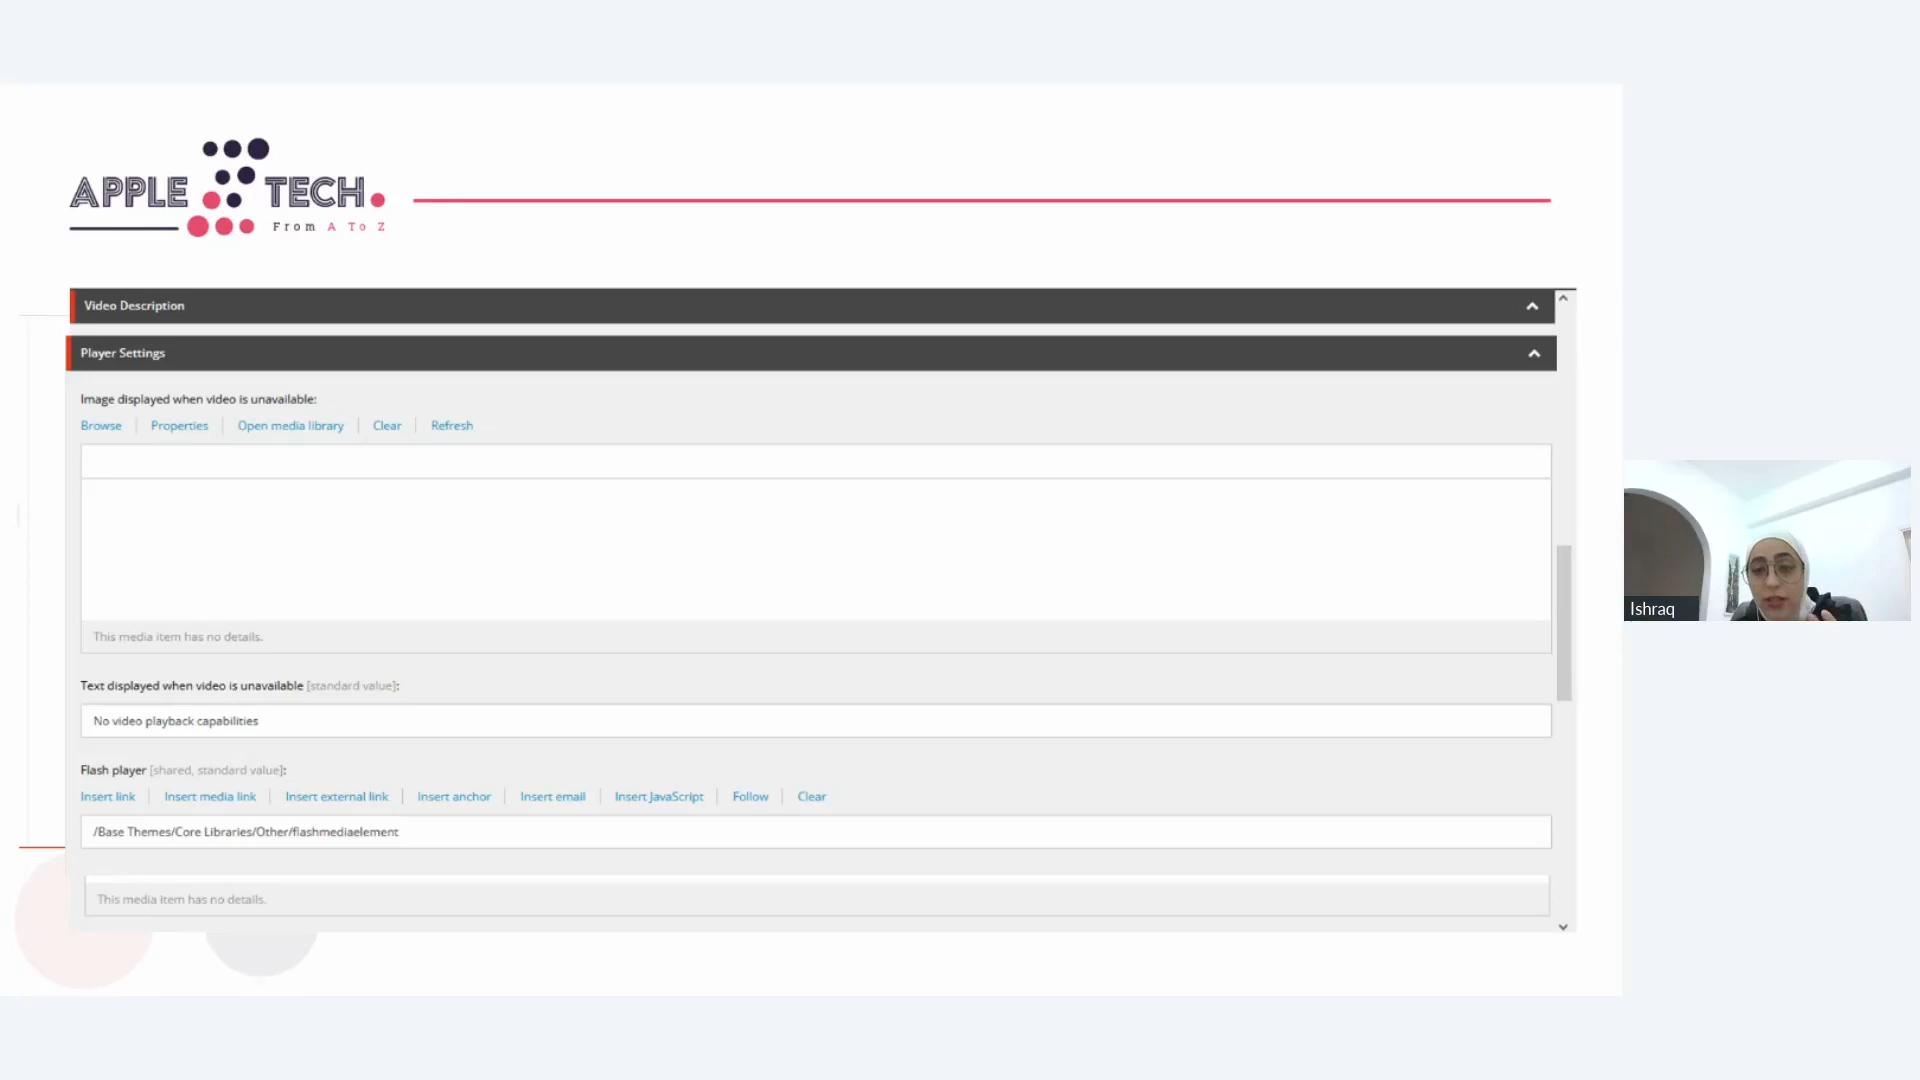 APPLE TECH.
From A To Z
Video Description
Player Settings
Image displayed when video is unavailable:
Browse Properties Open media library Clear Refresh
This media item has no details.
Text displayed when video is unavailable [standard value]:
No video playback capabilities
Flash player [shared, standard value]:
Insert link Insert media link Insert external link Insert anchor Insert email Insert JavaScript Follow Clear
/Base Themes/Core Libraries/Other/flashmediaelement
This media item has no details.
Ishraq